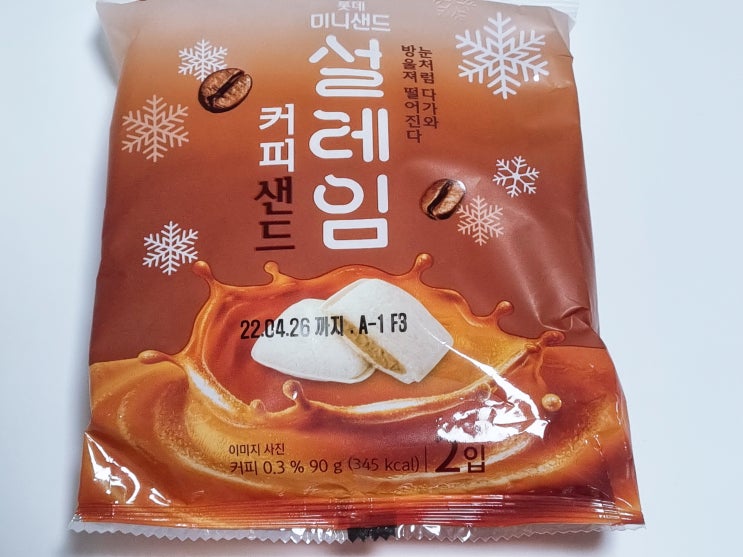 롯데
미니샌드
설레임
커피샌드
눈처럼 다가와
방울져 떨어진다
22.04.26 까지 . A-1 F3
이미지 사진
커피 0.3 % 90 g (345 kcal)
2입